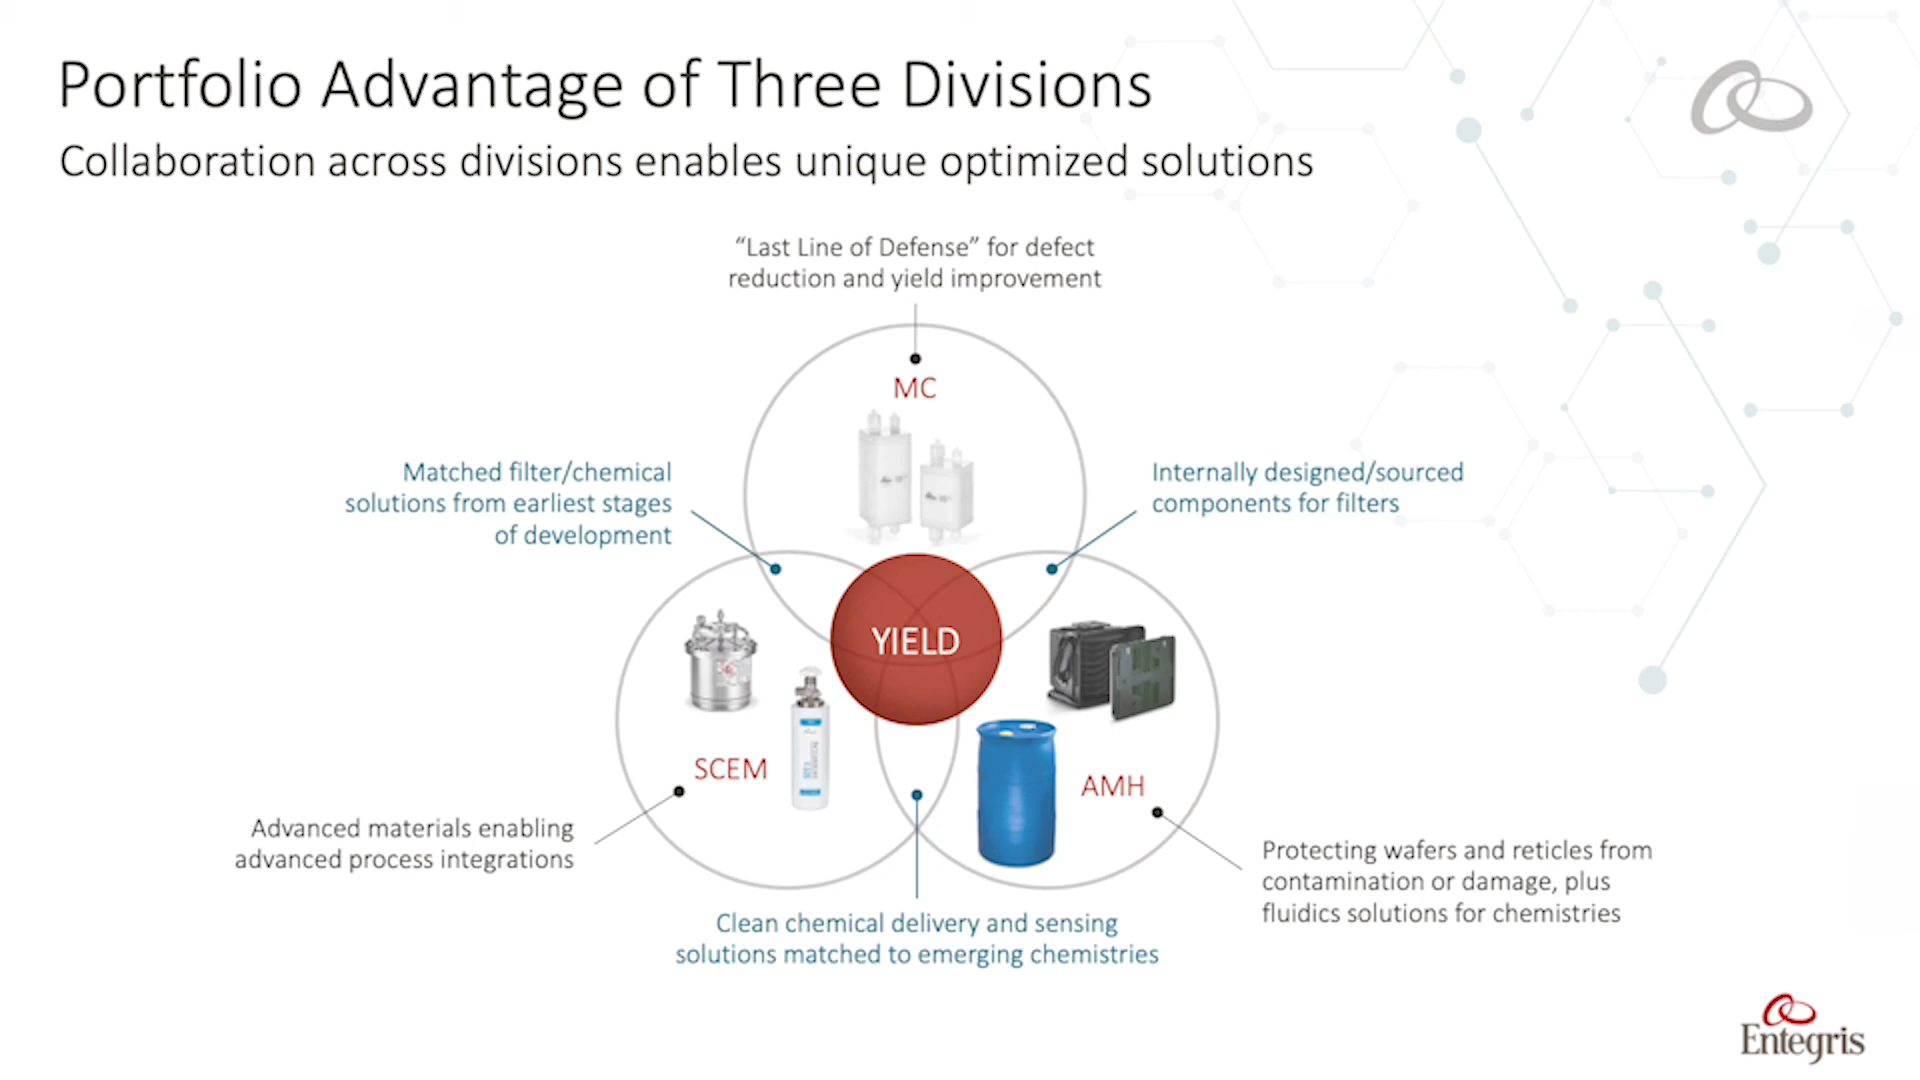 Portfolio Advantage of Three Divisions
Collaboration across divisions enables unique optimized solutions
“Last Line of Defense” for defect
reduction and yield improvement
MC
Matched filter/chemical
solutions from earliest stages
of development
Internally designed/sourced
components for filters
YIELD
SCEM
AMH
Advanced materials enabling
advanced process integrations
Protecting wafers and reticles from
contamination or damage, plus
fluidics solutions for chemistries
Clean chemical delivery and sensing
solutions matched to emerging chemistries
Entegris